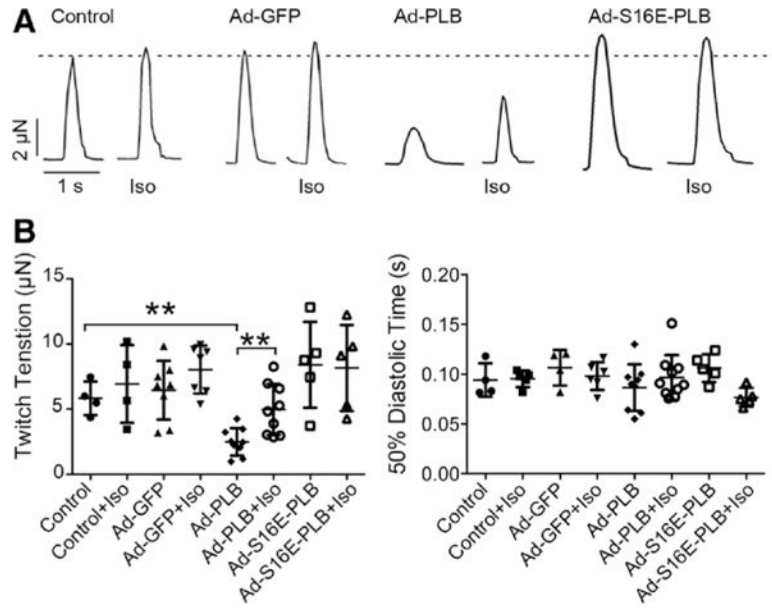 A
Control Ad-GFP Ad-PLB Ad-S16E-PLB
2 µN
1 s Iso Iso Iso Iso
B
Twitch Tenstion (µN)
15
10
5
0
**
**
Control
Control+Iso
Ad-GFP
Ad-GFP+Iso
Ad-PLB
Ad-PLB+Iso
Ad-S16E-PLB
Ad-S16E-PLB+Iso
50% Diastolic Time (s)
0.20
0.15
0.10
0.05
0.00
Control
Control+Iso
Ad-GFP
Ad-GFP+Iso
Ad-PLB
Ad-PLB+Iso
Ad-S16E-PLB
Ad-S16E-PLB+Iso